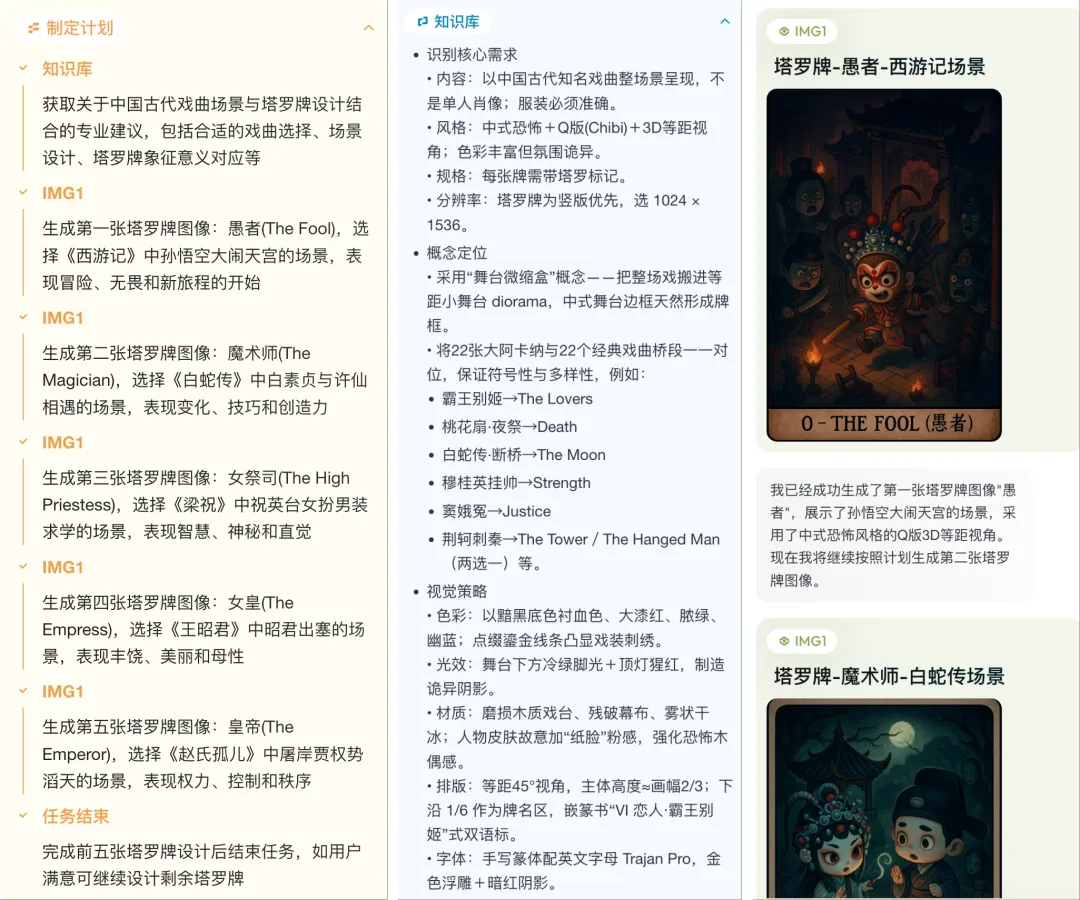 制定计划
知识库
获取关于中国古代戏曲场景与塔罗牌设计结
合的专业建议，包括合适的戏曲选择、场景
设计、塔罗牌象征意义对应等
IMG1
生成第一张塔罗牌图像：愚者(The Fool)，选
择《西游记》中孙悟空大闹天宫的场景，表
现冒险、无畏和新旅程的开始
IMG1
生成第二张塔罗牌图像：魔术师(The
Magician)，选择《白蛇传》中白素贞与许仙
相遇的场景，表现变化、技巧和创造力
IMG1
生成第三张塔罗牌图像：女祭司(The High
Priestess)，选择《梁祝》中祝英台女扮男装
求学的场景，表现智慧、神秘和直觉
IMG1
生成第四张塔罗牌图像：女皇(The
Empress)，选择《王昭君》中昭君出塞的场
景，表现丰饶、美丽和母性
IMG1
生成第五张塔罗牌图像：皇帝(The
Emperor)，选择《赵氏孤儿》中屠岸贾权势
滔天的场景，表现权力、控制和秩序
任务结束
完成前五张塔罗牌设计后结束任务，如用户
满意可继续设计剩余塔罗牌
知识库
• 识别核心需求
• 内容：以中国古代知名戏曲整场景呈现，不
是单人肖像；服装必须准确。
• 风格：中式恐怖＋Q版(Chibi)＋3D等距视
角；色彩丰富但氛围诡异。
• 规格：每张牌需带塔罗标记。
• 分辨率：塔罗牌为竖版优先，选 1024 ×
1536。
• 概念定位
• 采用“舞台微缩盒”概念——把整场戏搬进等
距小舞台 diorama，中式舞台边框天然形成牌
框。
• 将22张大阿卡纳与22个经典戏曲桥段一一对
位，保证符号性与多样性，例如：
• 霸王别姬→The Lovers
• 桃花扇·夜祭→Death
• 白蛇传·断桥→The Moon
• 穆桂英挂帅→Strength
• 窦娥冤→Justice
• 荆轲刺秦→The Tower / The Hanged Man
（两选一）等。
• 视觉策略
• 色彩：以黯黑底色衬血色、大漆红、脓绿、
幽蓝；点缀鎏金线条凸显戏装刺绣。
• 光效：舞台下方冷绿脚光＋顶灯猩红，制造
诡异阴影。
• 材质：磨损木质戏台、残破幕布、雾状干
冰；人物皮肤故意加“纸脸”粉感，强化恐怖木
偶感。
• 排版：等距45°视角，主体高度≈画幅2/3；下
沿 1/6 作为牌名区，嵌篆书“VI 恋人·霸王别
姬”式双语标。
• 字体：手写篆体配英文字母 Trajan Pro，金
色浮雕＋暗红阴影。
IMG1
塔罗牌-愚者-西游记场景
0 - THE FOOL (愚者)
我已经成功生成了第一张塔罗牌图像"愚
者"，展示了孙悟空大闹天宫的场景，采
用了中式恐怖风格的Q版3D等距视角。
现在我将继续按照计划生成第二张塔罗
牌图像。
IMG1
塔罗牌-魔术师-白蛇传场景